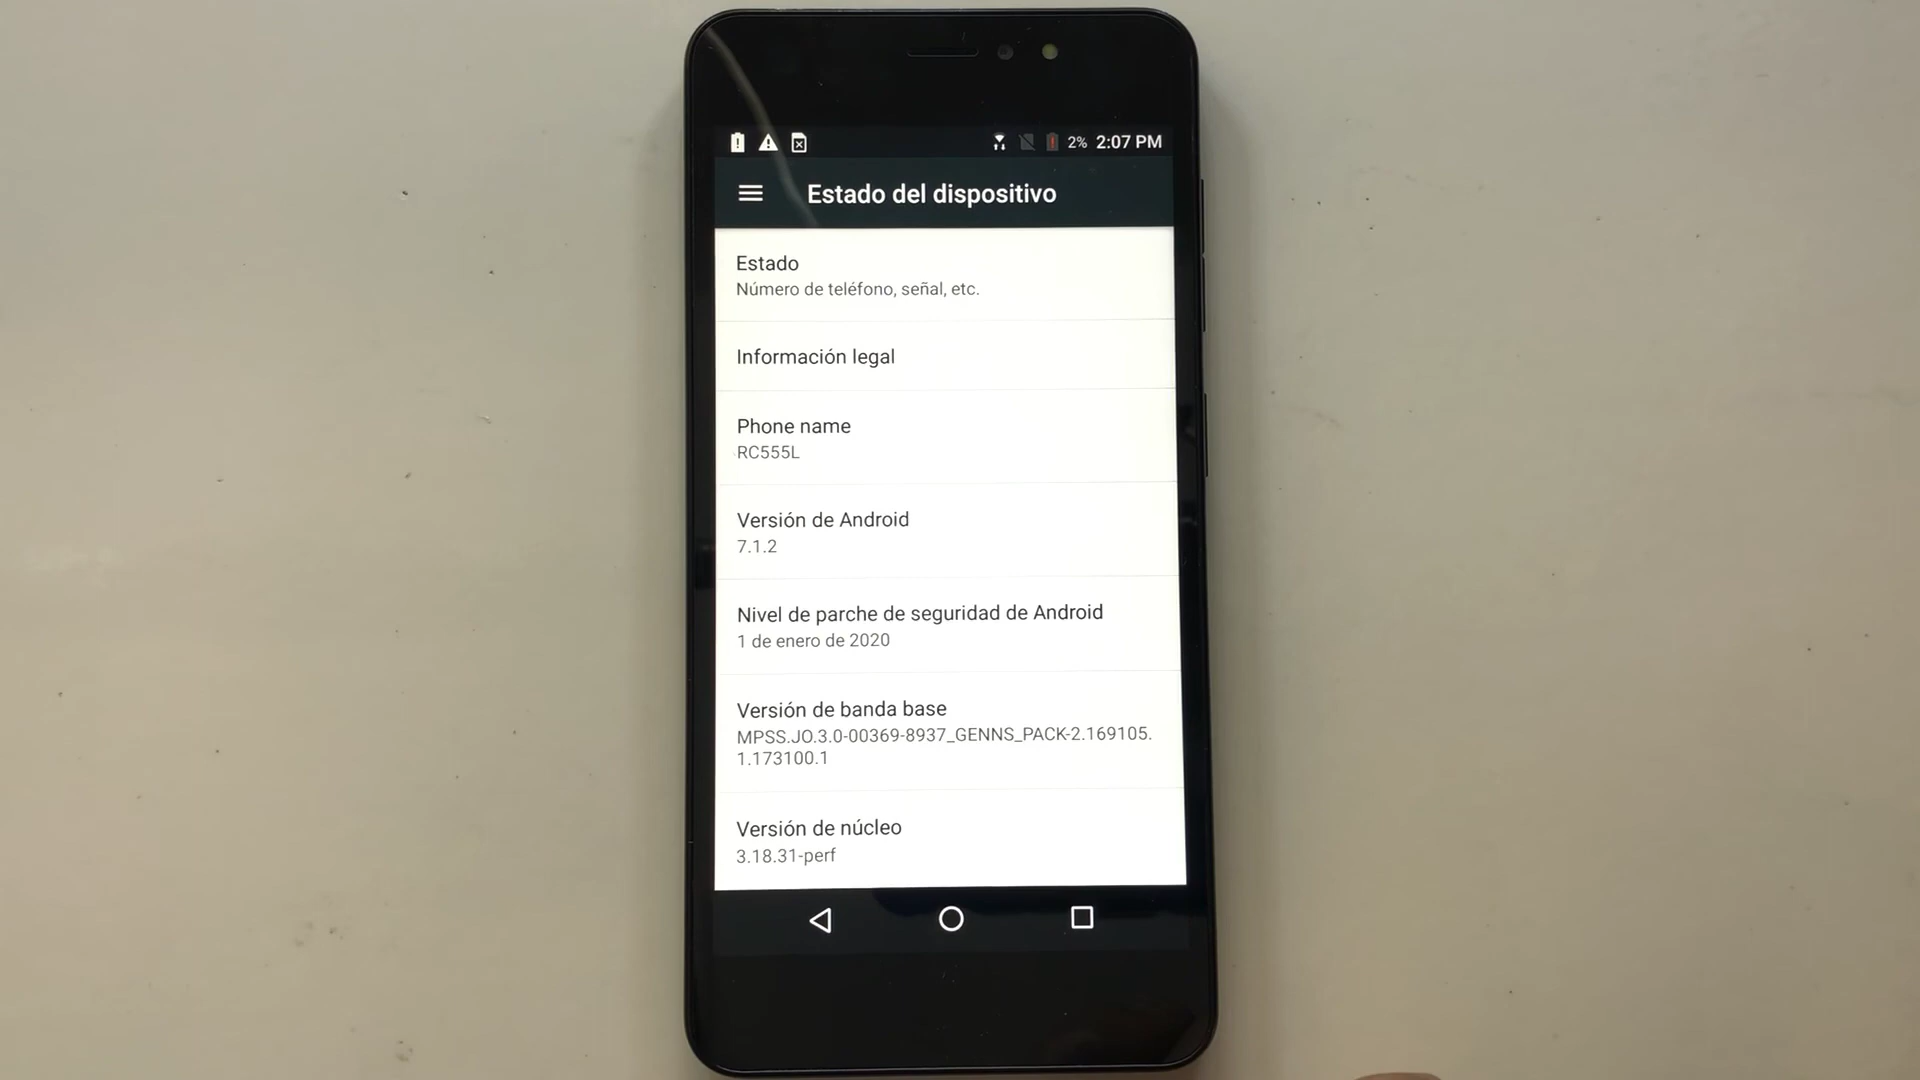 2% 2:07 PM
Estado del dispositivo
Estado
Número de teléfono, señal, etc.
Información legal
Phone name
RC555L
Versión de Android
7.1.2
Nivel de parche de seguridad de Android
1 de enero de 2020
Versión de banda base
MPSS.JO.3.0-00369-8937_GENNS_PACK-2.169105.
1.173100.1
Versión de núcleo
3.18.31-perf